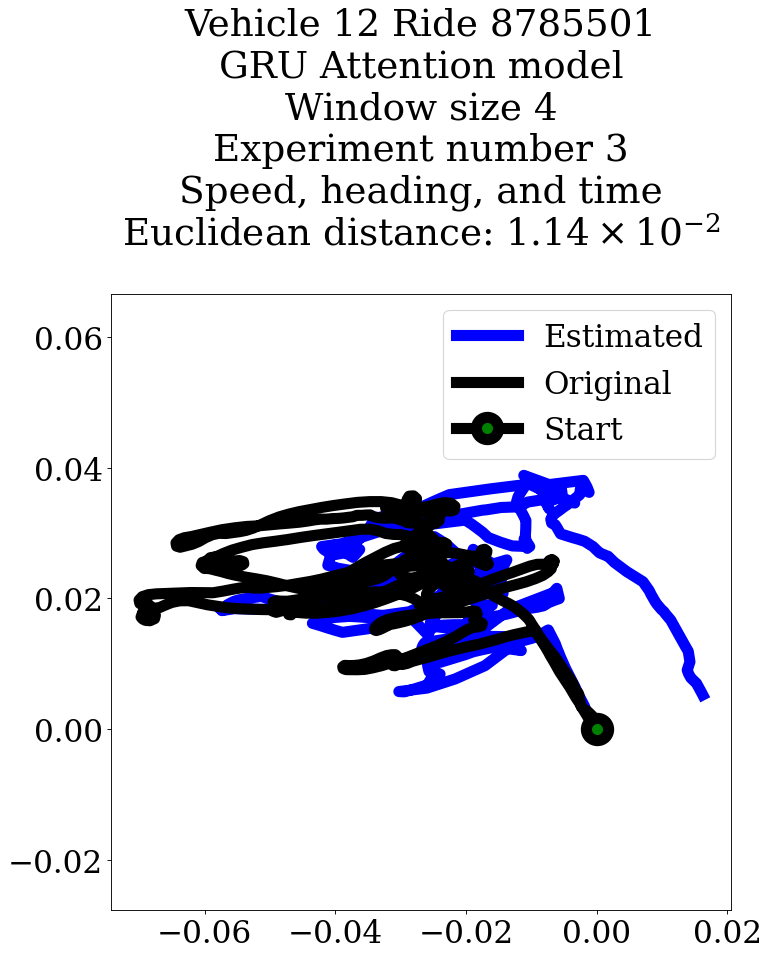 Vehicle 12 Ride 8785501
GRU Attention model
Window size 4
Experiment number 3
Speed, heading, and time
Euclidean distance: 1.14 × 10⁻²
Estimated
Original
Start
0.06
0.04
0.02
0.00
−0.02
−0.06
−0.04
−0.02
0.00
0.02